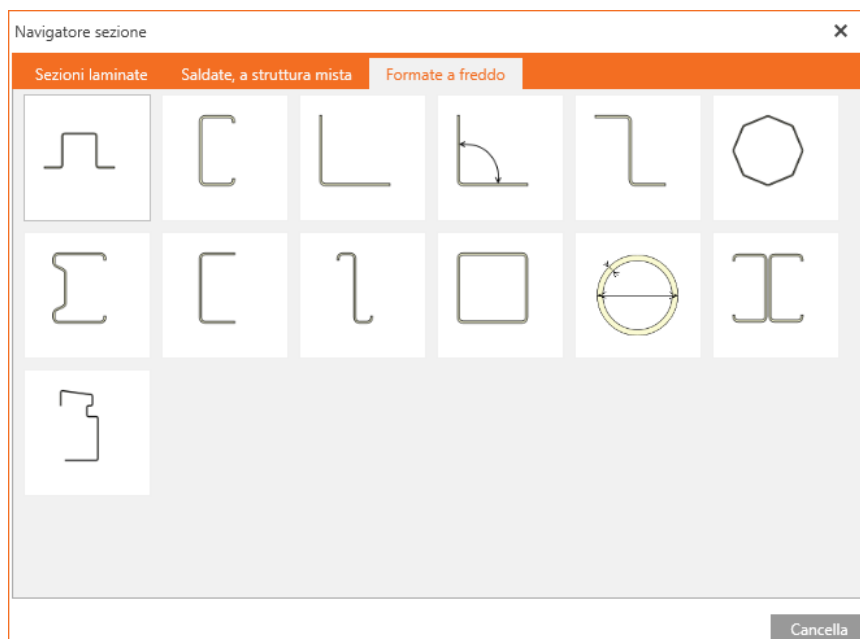 Navigatore sezione
Sezioni laminate Saldate, a struttura mista Formate a freddo
Cancella